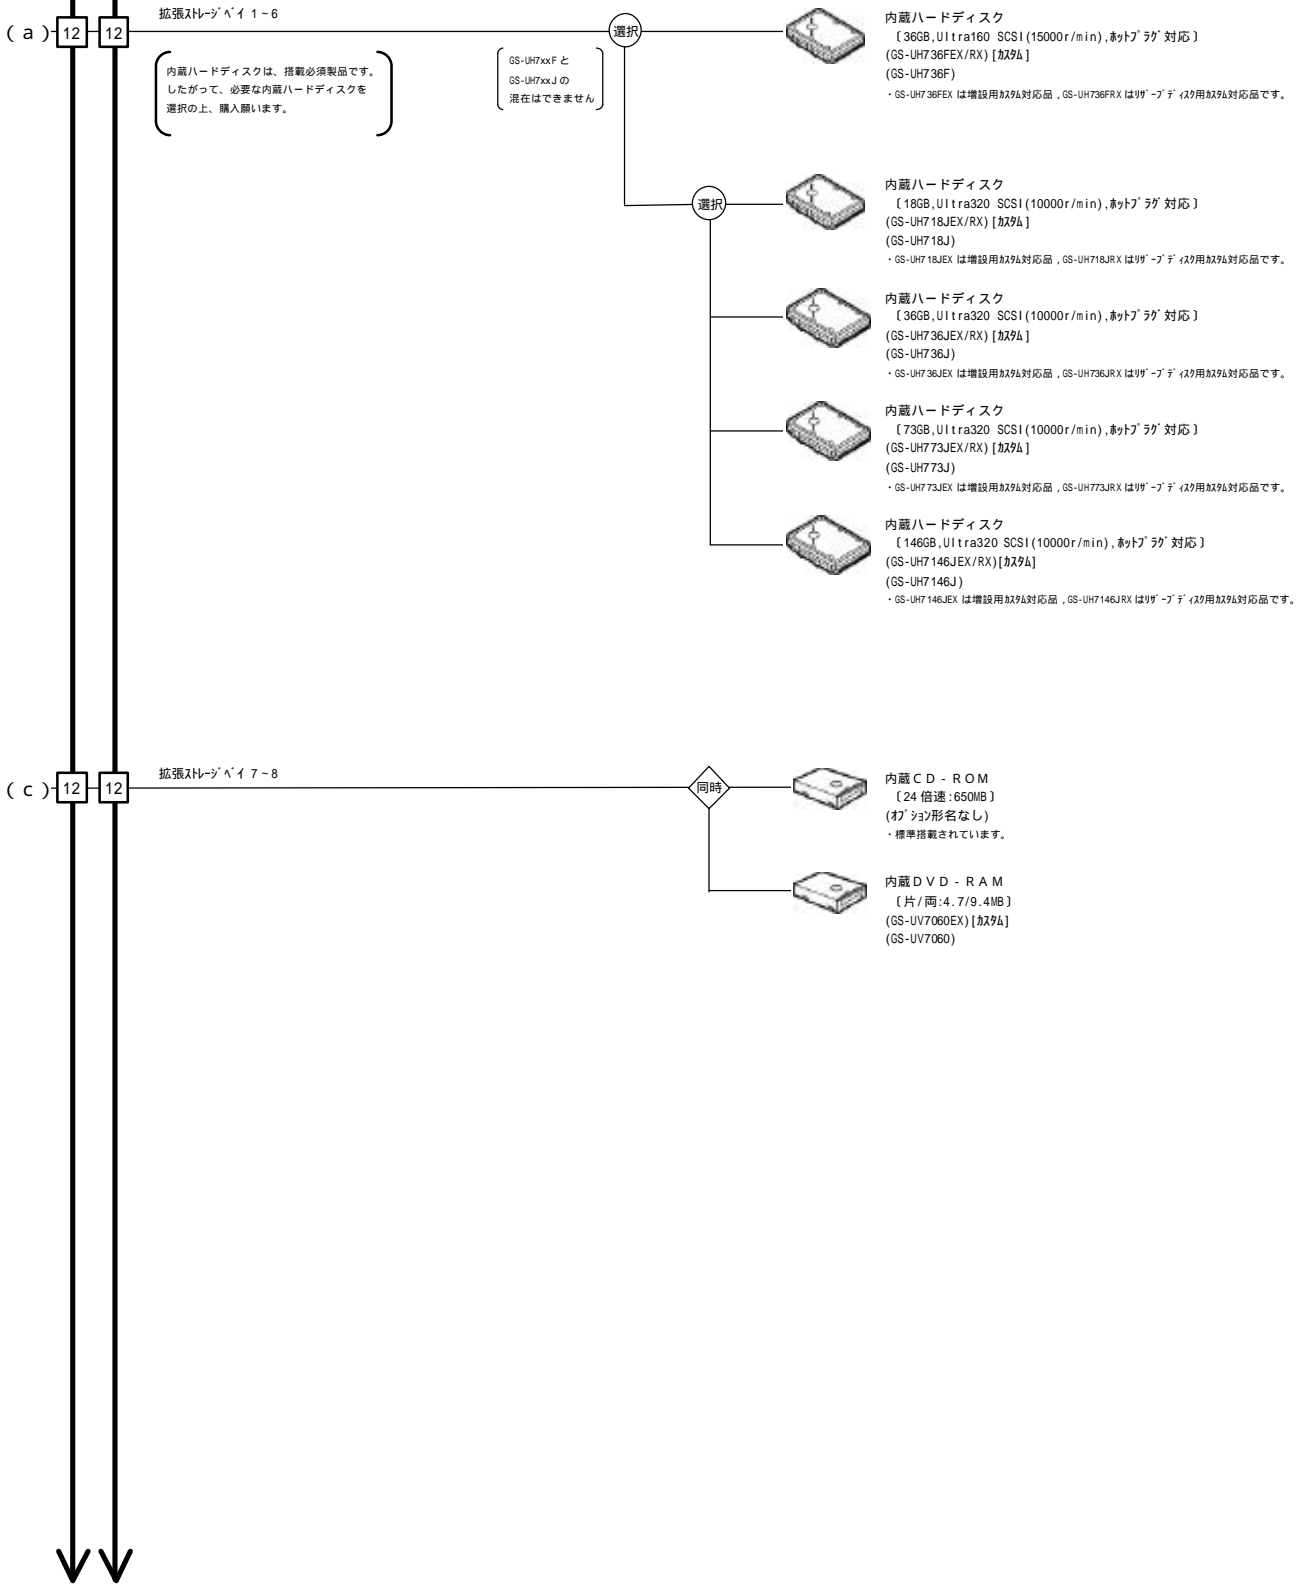 拡張ストレージベイ 1～6
(a) 12 12
選択
内蔵ハードディスクは、搭載必須製品です。
したがって、必要な内蔵ハードディスクを
選択の上、購入願います。
GS-UH7xxF と
GS-UH7xxJ の
混在はできません
内蔵ハードディスク
〔36GB,Ultra160 SCSI(15000r/min),ホットプラグ対応〕
(GS-UH736FEX/RX)[カスタム]
(GS-UH736F)
・GS-UH736FEX は増設用カスタム対応品，GS-UH736FRX はリザーブディスク用カスタム対応品です。
選択
内蔵ハードディスク
〔18GB,Ultra320 SCSI(10000r/min),ホットプラグ対応〕
(GS-UH718JEX/RX)[カスタム]
(GS-UH718J)
・GS-UH718JEX は増設用カスタム対応品，GS-UH718JRX はリザーブディスク用カスタム対応品です。
内蔵ハードディスク
〔36GB,Ultra320 SCSI(10000r/min),ホットプラグ対応〕
(GS-UH736JEX/RX)[カスタム]
(GS-UH736J)
・GS-UH736JEX は増設用カスタム対応品，GS-UH736JRX はリザーブディスク用カスタム対応品です。
内蔵ハードディスク
〔73GB,Ultra320 SCSI(10000r/min),ホットプラグ対応〕
(GS-UH773JEX/RX)[カスタム]
(GS-UH773J)
・GS-UH773JEX は増設用カスタム対応品，GS-UH773JRX はリザーブディスク用カスタム対応品です。
内蔵ハードディスク
〔146GB,Ultra320 SCSI(10000r/min),ホットプラグ対応〕
(GS-UH7146JEX/RX)[カスタム]
(GS-UH7146J)
・GS-UH7146JEX は増設用カスタム対応品，GS-UH7146JRX はリザーブディスク用カスタム対応品です。
拡張ストレージベイ 7～8
(c) 12 12
同時
内蔵ＣＤ‐ＲＯＭ
〔24倍速:650MB〕
(オプション形名なし)
・標準搭載されています。
内蔵ＤＶＤ‐ＲＡＭ
〔片/両:4.7/9.4MB〕
(GS-UV7060EX)[カスタム]
(GS-UV7060)